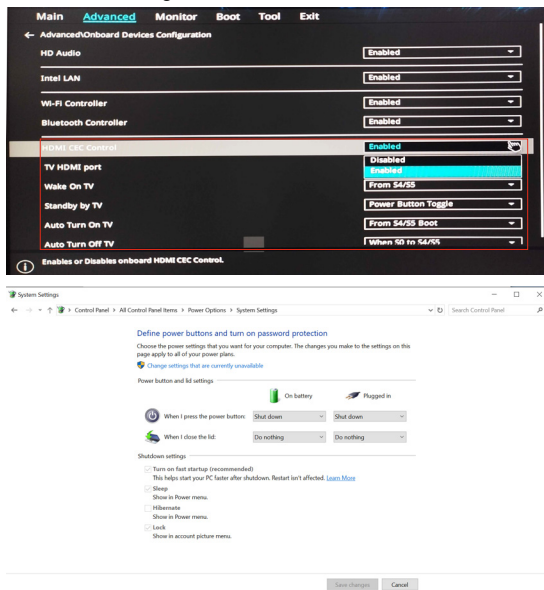 Main Advanced Monitor Boot Tool Exit
← Advanced\Onboard Devices Configuration
HD Audio Enabled
Intel LAN Enabled
Wi-Fi Controller Enabled
Bluetooth Controller Enabled
HDMI CEC Control Enabled
Disabled
TV HDMI port Enabled
Wake On TV From S4/S5
Standby by TV Power Button Toggle
Auto Turn On TV From S4/S5 Boot
Auto Turn Off TV When S0 to S4/S5
Enables or Disables onboard HDMI CEC Control.
System Settings
Control Panel > All Control Panel Items > Power Options > System Settings Search Control Panel
Define power buttons and turn on password protection
Choose the power settings that you want for your computer. The changes you make to the settings on this
page apply to all of your power plans.
Change settings that are currently unavailable
Power button and lid settings
On battery Plugged in
When I press the power button: Shut down Shut down
When I close the lid: Do nothing Do nothing
Shutdown settings
Turn on fast startup (recommended)
This helps start your PC faster after shutdown. Restart isn't affected. Learn More
Sleep
Show in Power menu.
Hibernate
Show in Power menu.
Lock
Show in account picture menu.
Save changes Cancel